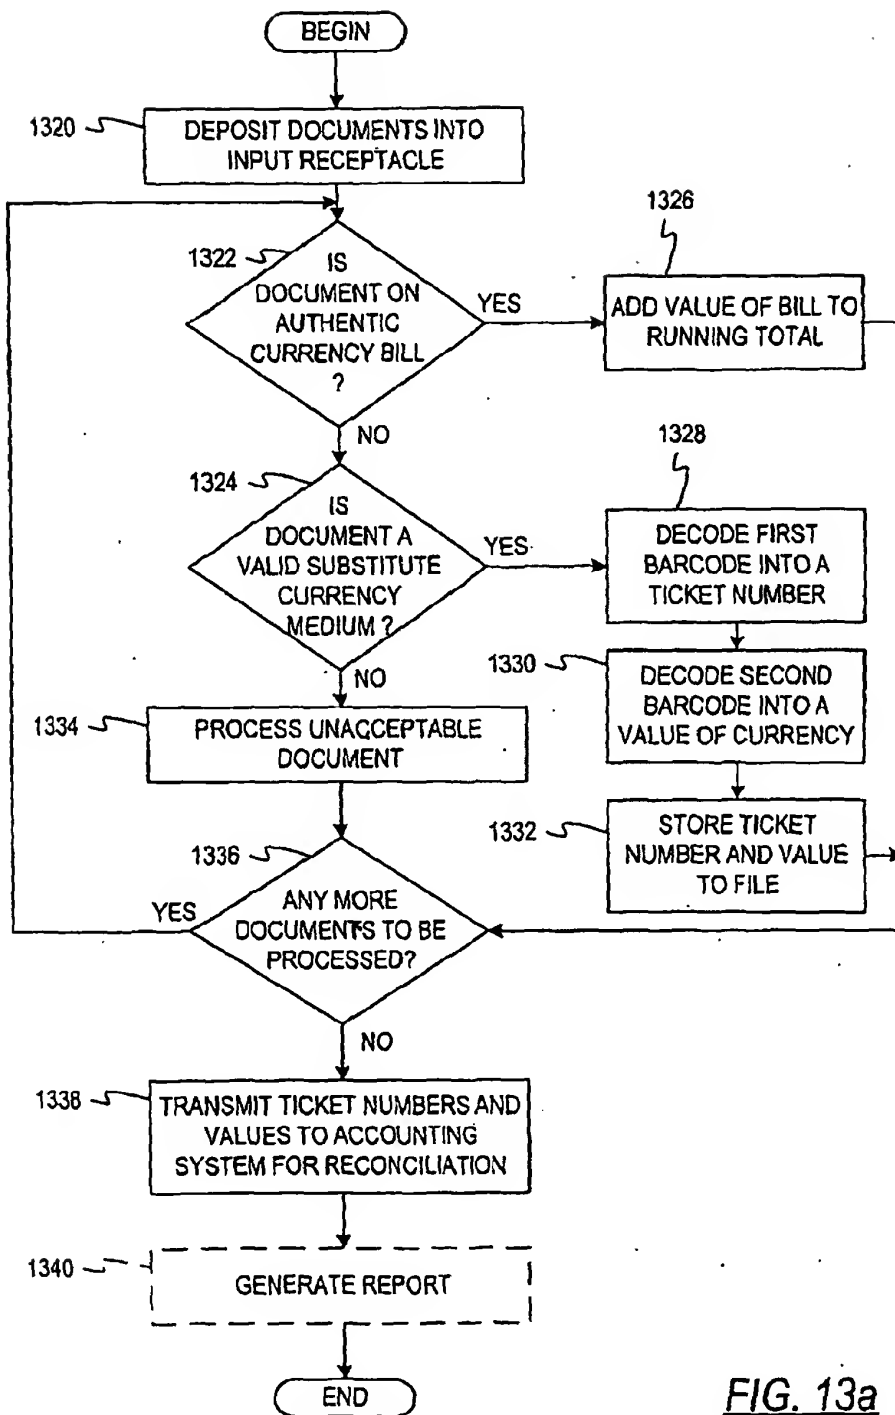 BEGIN
1320
DEPOSIT DOCUMENTS INTO
INPUT RECEPTACLE
1322
IS
DOCUMENT ON
AUTHENTIC
CURRENCY BILL
?
YES
1326
ADD VALUE OF BILL TO
RUNNING TOTAL
NO
1324
IS
DOCUMENT A
VALID SUBSTITUTE
CURRENCY
MEDIUM ?
YES
1328
DECODE FIRST
BARCODE INTO A
TICKET NUMBER
1330
DECODE SECOND
BARCODE INTO A
VALUE OF CURRENCY
1332
STORE TICKET
NUMBER AND VALUE
TO FILE
NO
1334
PROCESS UNACCEPTABLE
DOCUMENT
1336
ANY MORE
DOCUMENTS TO BE
PROCESSED?
YES
NO
1338
TRANSMIT TICKET NUMBERS AND
VALUES TO ACCOUNTING
SYSTEM FOR RECONCILIATION
1340
GENERATE REPORT
END
FIG. 13a